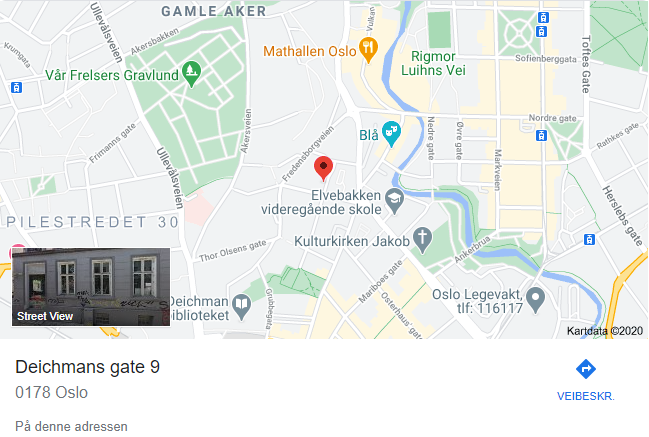 GAMLE AKER
Ullevålsveien
Akersbakken
Vulkan
Mathallen Oslo
Rigmor
Luihns Vei
Toftes Gate
Krumgata
Vår Frelsers Gravlund
Sofienberggata
Akersveien
Fredensborgveien
Blå
Nedre gate
Øvre gate
Markveien
Nordre gate
Rathkes gate
Frimanns gate
Ullevålsveien
Elvebakken
videregående skole
Herslebs gate
PILESTREDET 30
Thor Olsens gate
Kulturkirken Jakob
Ankerbrua
Mariboes gate
Street View
Deichman
biblioteket
Grubbegata
Osterhaus' gate
Oslo Legevakt,
tlf: 116117
Kartdata ©2020
Deichmans gate 9
0178 Oslo
VEIBESKR.
På denne adressen